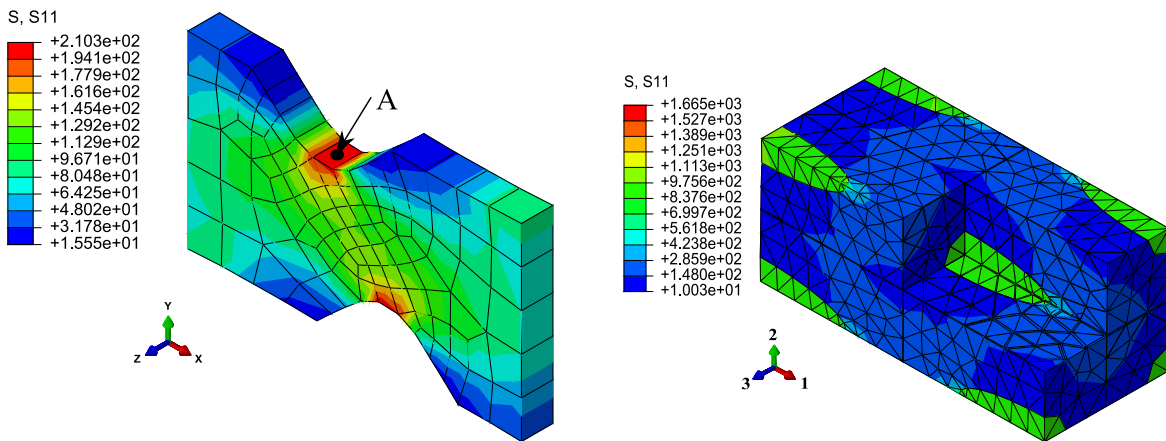 S, S11
+2.103e+02
+1.941e+02
+1.779e+02
+1.616e+02
+1.454e+02
+1.292e+02
+1.129e+02
+9.671e+01
+8.048e+01
+6.425e+01
+4.802e+01
+3.178e+01
+1.555e+01
A
Y
Z
X
S, S11
+1.665e+03
+1.527e+03
+1.389e+03
+1.251e+03
+1.113e+03
+9.756e+02
+8.376e+02
+6.997e+02
+5.618e+02
+4.238e+02
+2.859e+02
+1.480e+02
+1.003e+01
2
3
1